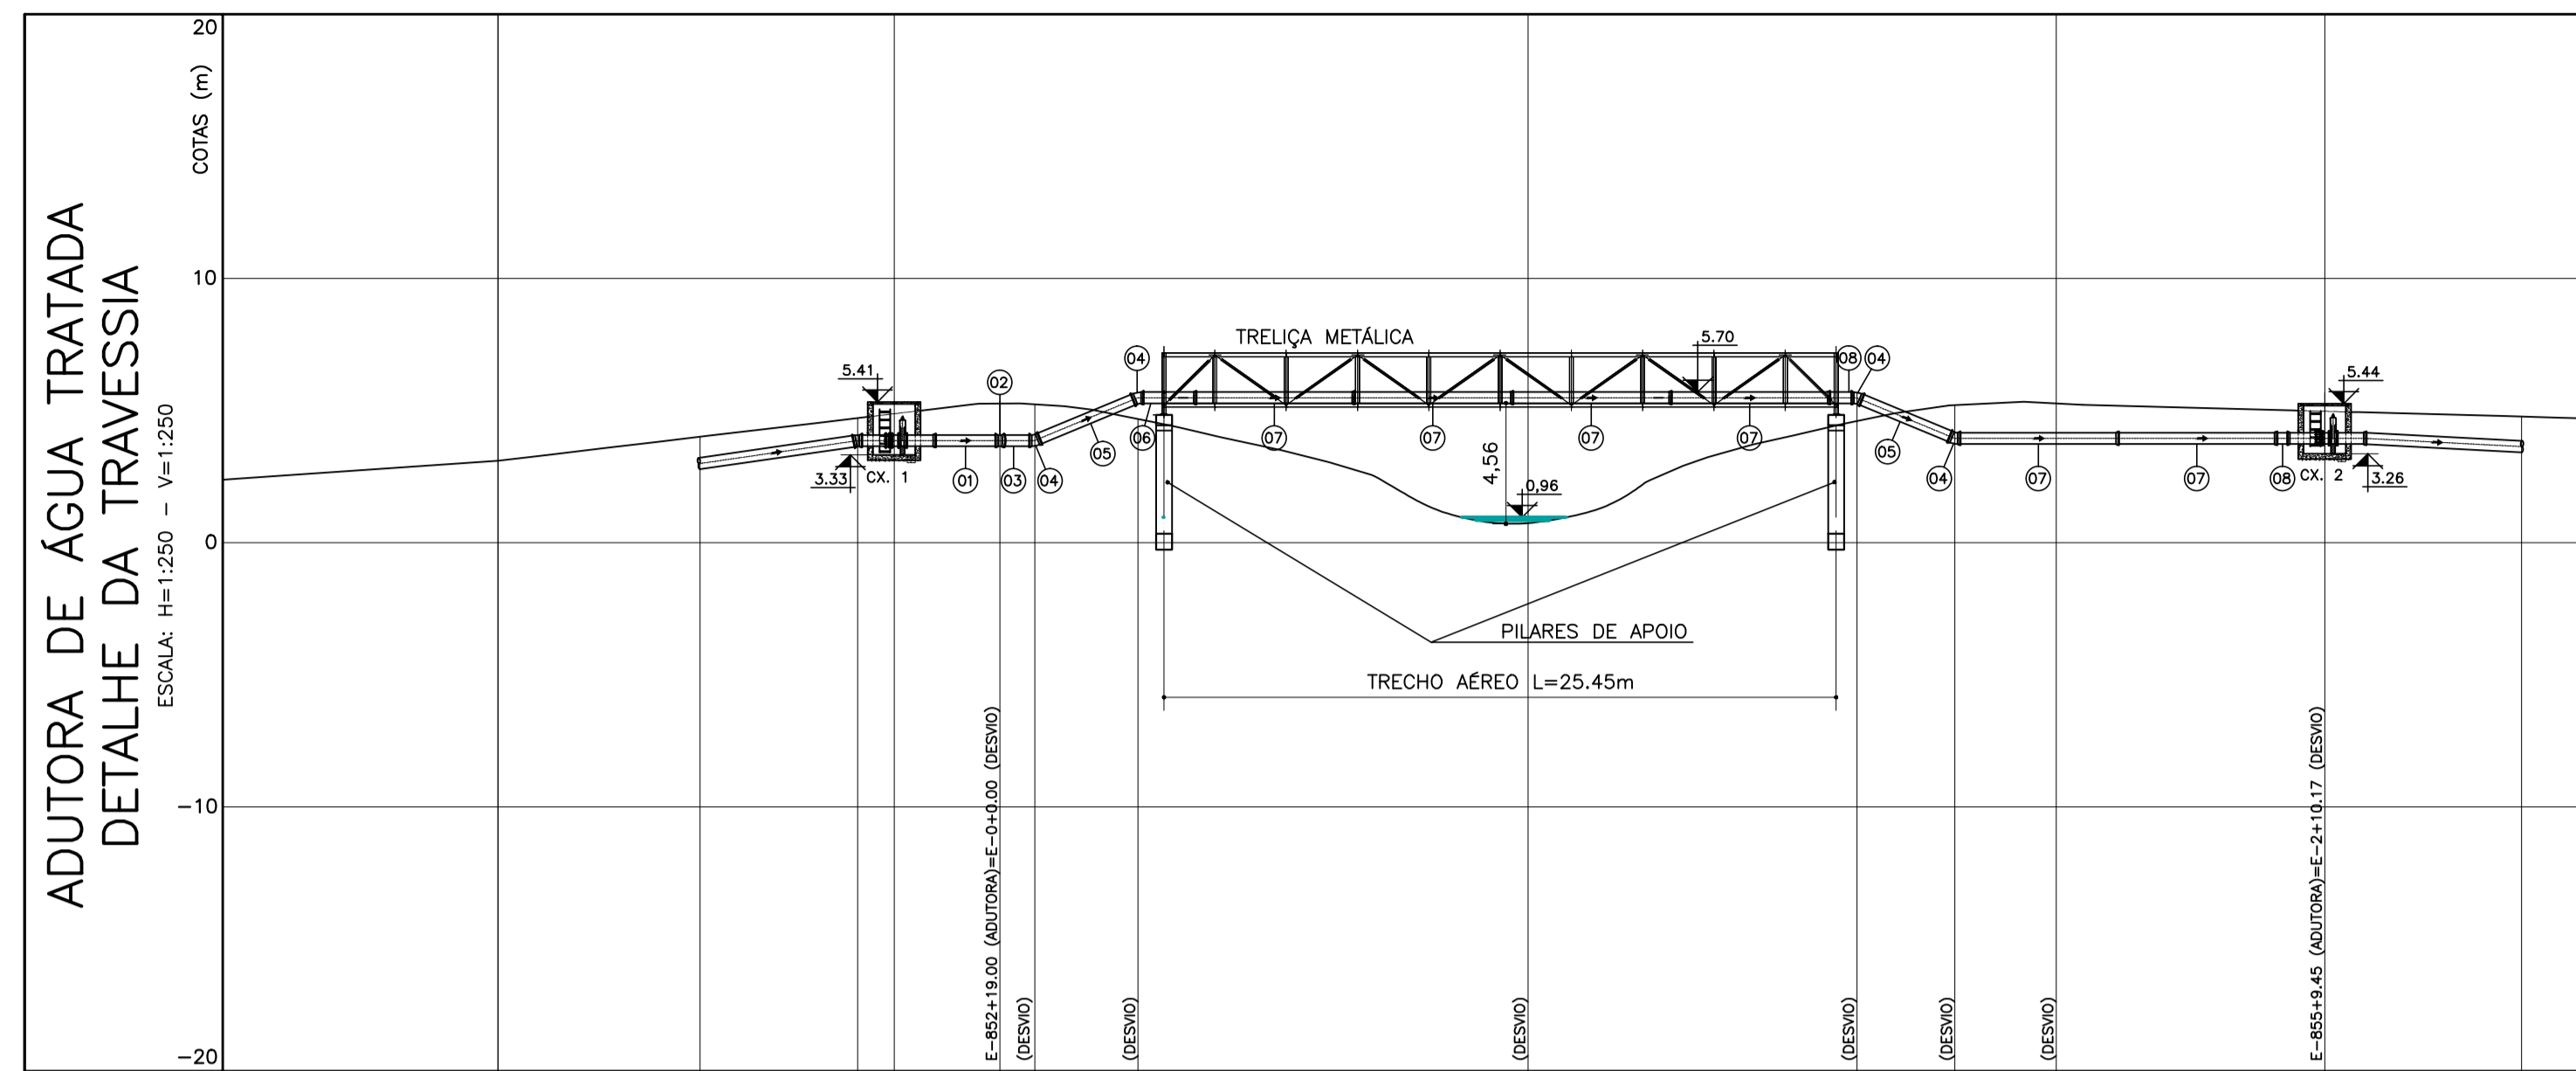 ADUTORA DE ÁGUA TRATADA
DETALHE DA TRAVESSIA
ESCALA: H=1:250 - V=1:250
COTAS (m)
20
10
0
-10
-20
TRELIÇA METÁLICA
5.70
5.41
5.44
02
04
08
04
3.33
CX. 1
01
03
04
05
06
07
07
07
07
05
04
07
07
08
CX. 2
3.26
4,56
0,96
PILARES DE APOIO
TRECHO AÉREO L=25.45m
E-852+19.00 (ADUTORA)=E-0+0.00 (DESVIO)
(DESVIO)
(DESVIO)
(DESVIO)
(DESVIO)
(DESVIO)
(DESVIO)
E-855+9.45 (ADUTORA)=E-2+10.17 (DESVIO)